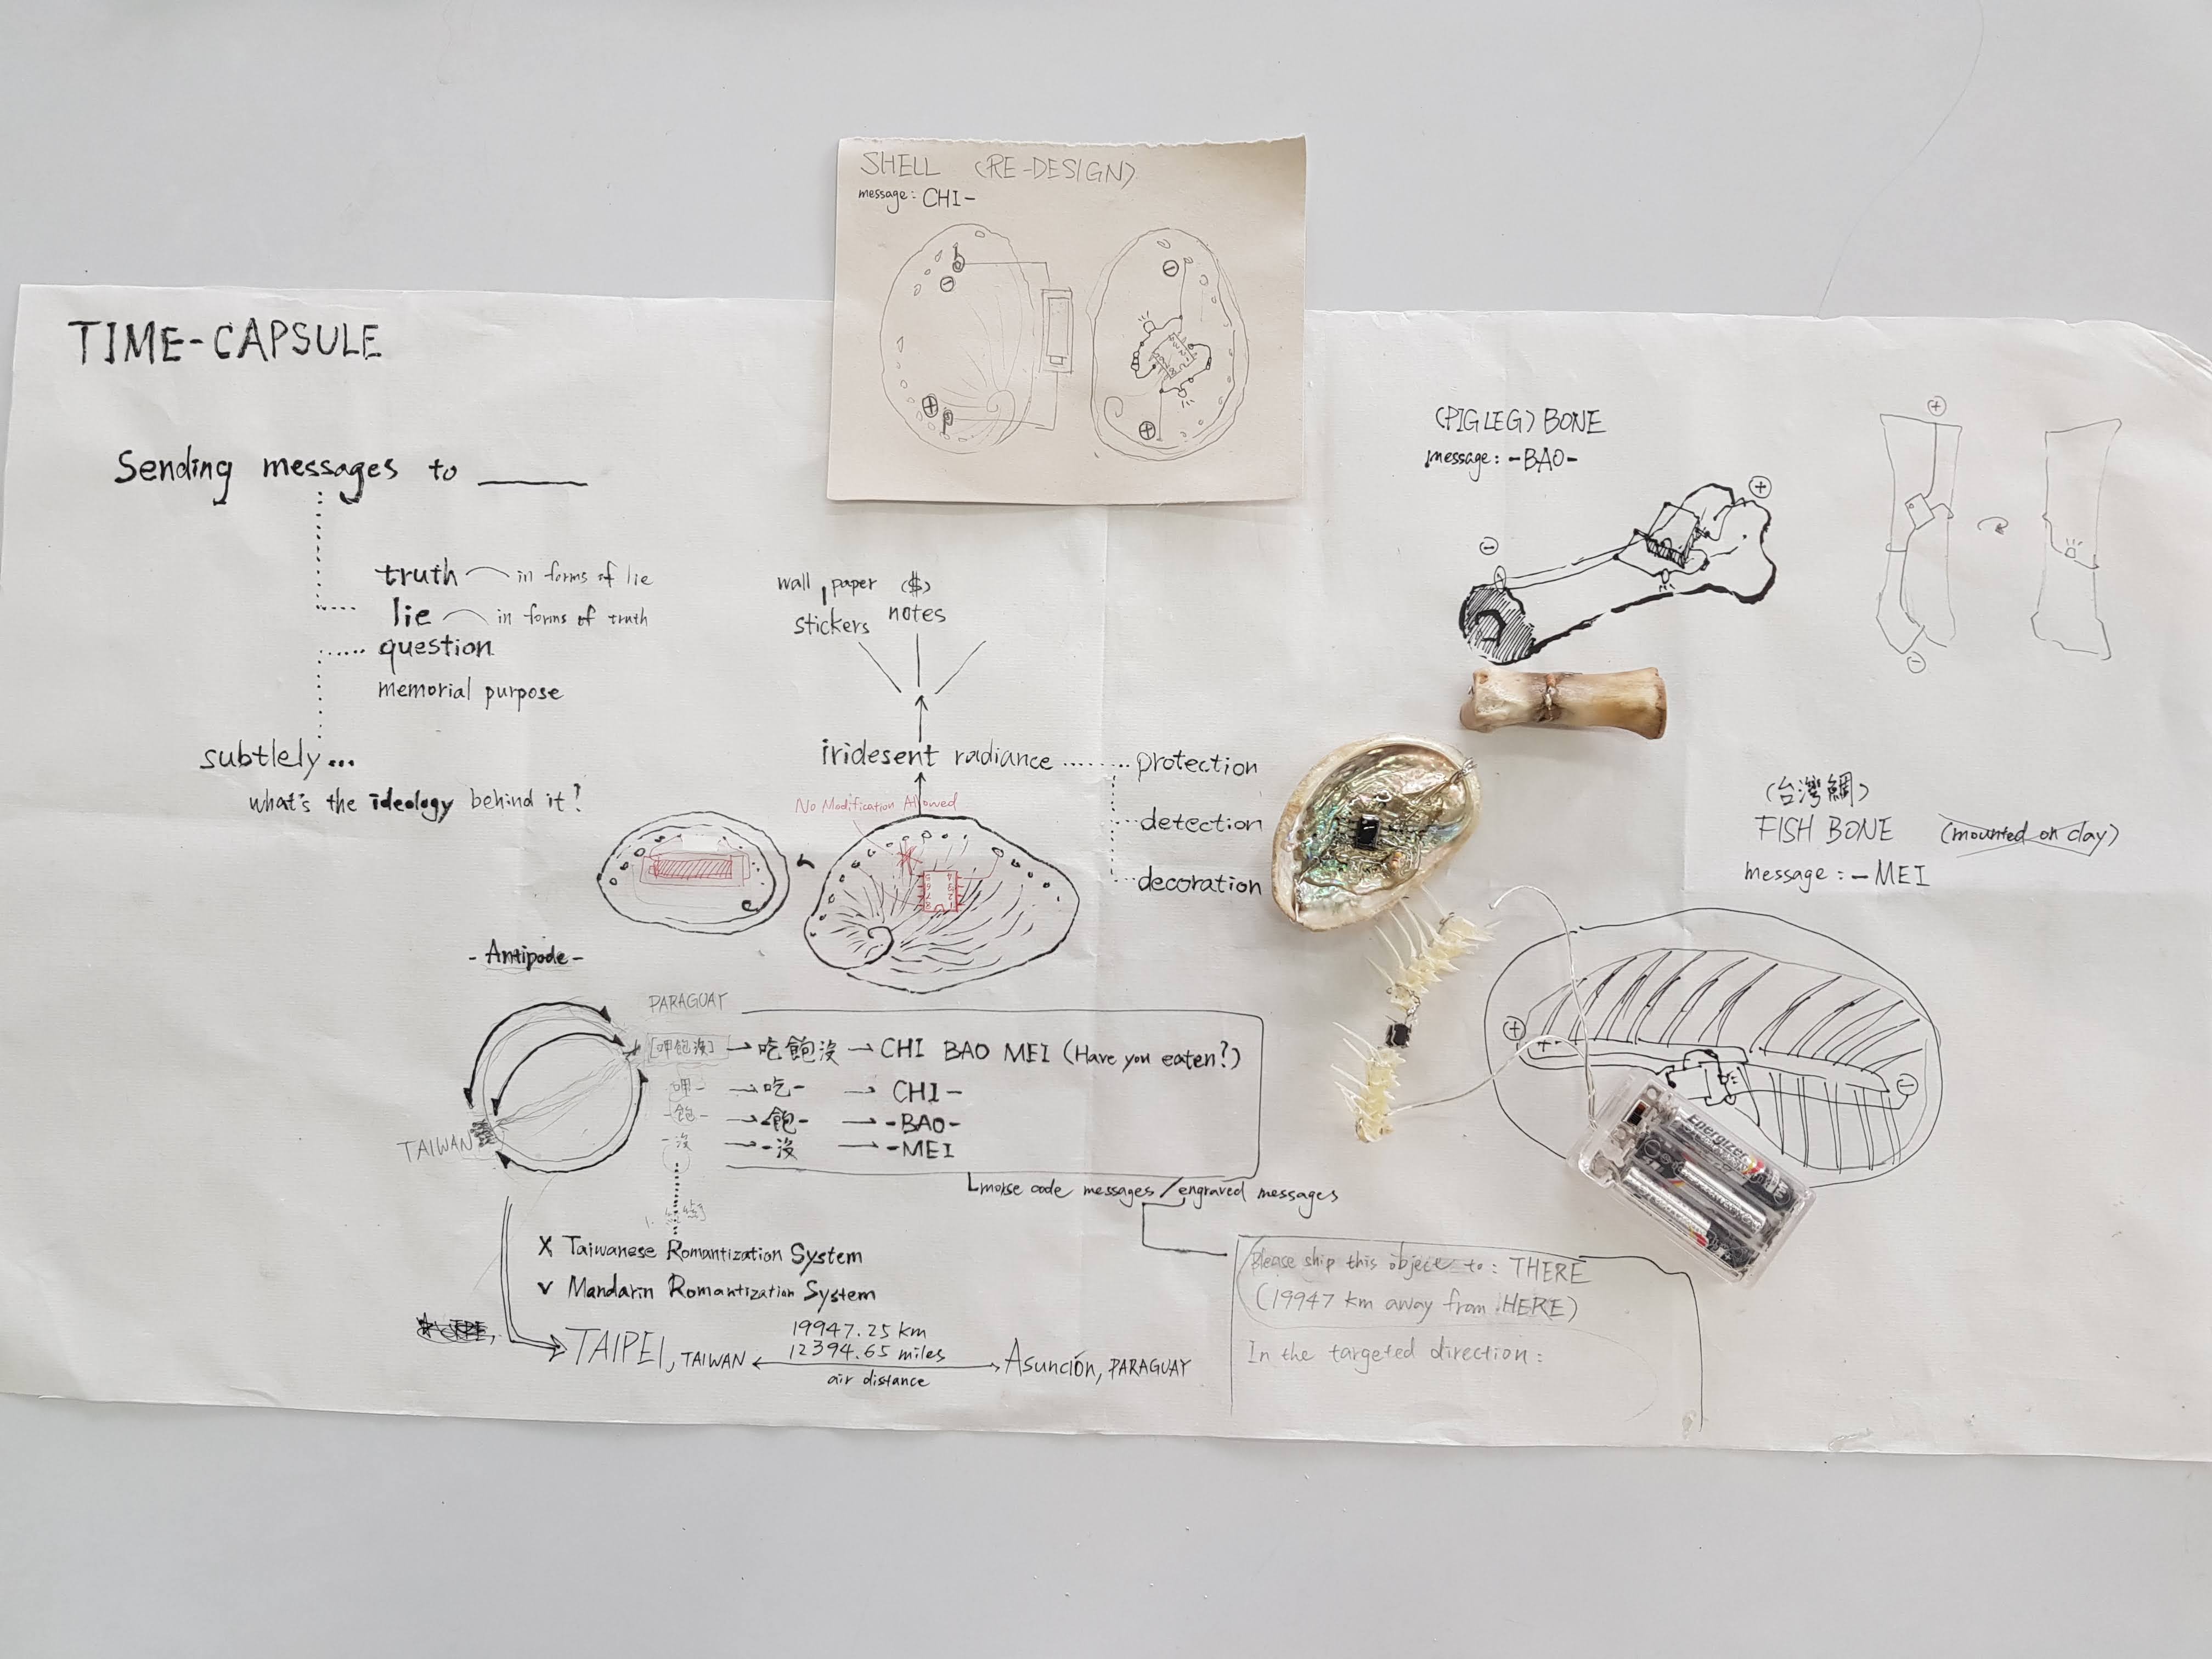 TIME-CAPSULE
Sending messages to
truth in forms of lie
lie in forms of truth
question
memorial purpose
subtlely...
what's the ideology behind it?
wall paper ($)
stickers notes
iridesent radiance ........ protection
detection
decoration
No Modification Allowed
- Antipode -
TAIWAN
PARAGUAY
[呷飽沒] → 吃飽沒 → CHI BAO MEI (Have you eaten?)
呷- → 吃- → CHI-
-飽- → -飽- → -BAO-
-沒 → -沒 → -MEI
morse code messages/engraved messages
X Taiwanese Romantization System
v Mandarin Romantization System
TAIPEI, TAIWAN
19947.25 km
12394.65 miles
air distance
ASUNCIÓN, PARAGUAY
Please ship this object to: THERE
(19947 km away from HERE)
In the targeted direction:
SHELL (RE-DESIGN)
message: CHI-
(PIG LEG) BONE
message: -BAO-
(台灣鯛)
FISH BONE (mounted on clay)
message: -MEI
Energizer